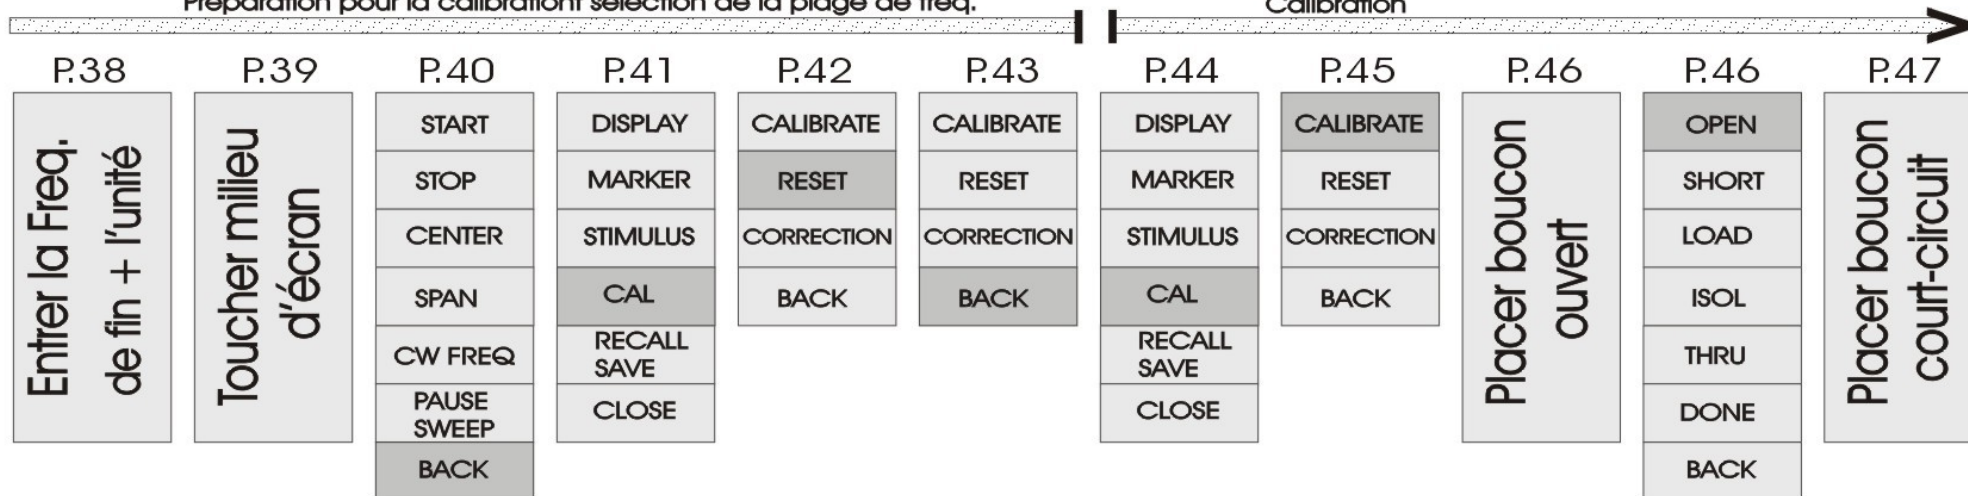 Préparation pour la calibrationt sélection de la plage de freq.
Calibration
P.38
P.39
P.40
P.41
P.42
P.43
P.44
P.45
P.46
P.46
P.47
Entrer la Freq.
de fin + l'unité
Toucher milieu
d'écran
START
STOP
CENTER
SPAN
CW FREQ
PAUSE
SWEEP
BACK
DISPLAY
MARKER
STIMULUS
CAL
RECALL
SAVE
CLOSE
CALIBRATE
RESET
CORRECTION
BACK
CALIBRATE
RESET
CORRECTION
BACK
DISPLAY
MARKER
STIMULUS
CAL
RECALL
SAVE
CLOSE
CALIBRATE
RESET
CORRECTION
BACK
Placer boucon
ouvert
OPEN
SHORT
LOAD
ISOL
THRU
DONE
BACK
Placer boucon
court-circuit